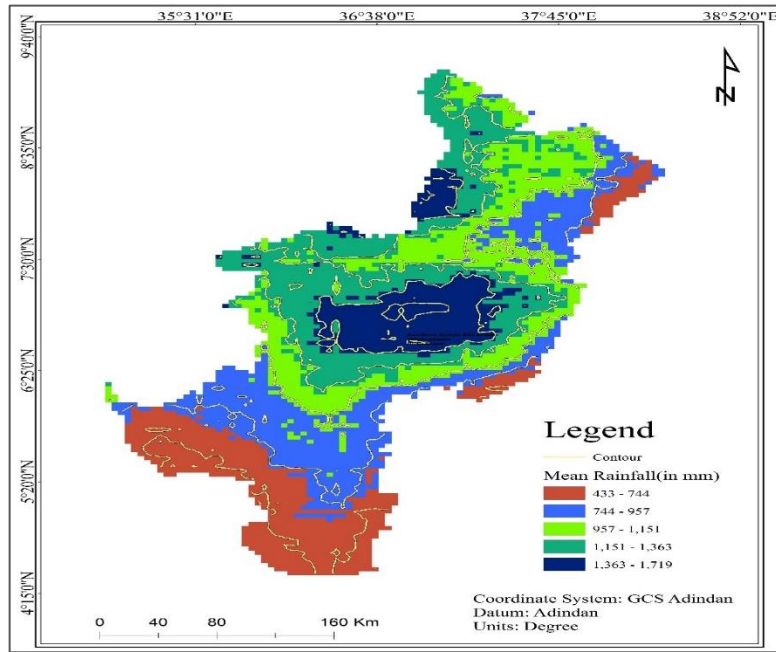 35°31'0"E 36°38'0"E 37°45'0"E 38°52'0"E
9°40'0"N
8°35'0"N
7°30'0"N
6°25'0"N
5°20'0"N
4°15'0"N
N
Legend
Contour
Mean Rainfall(in mm)
433 - 744
744 - 957
957 - 1,151
1,151 - 1,363
1,363 - 1,719
Coordinate System: GCS Adindan
Datum: Adindan
Units: Degree
0 40 80 160 Km